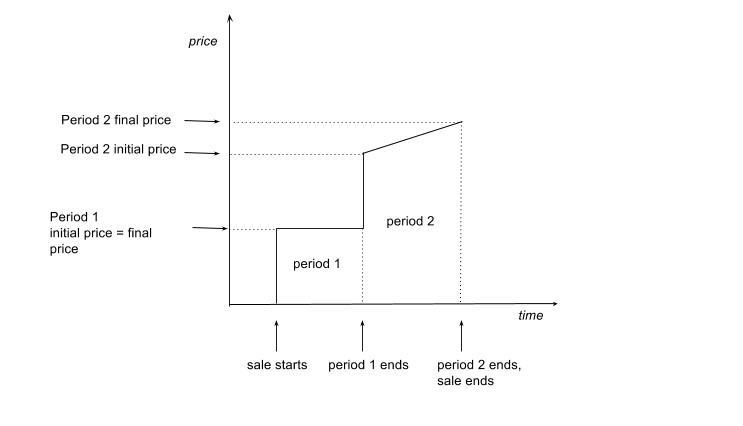 price
Period 2 final price
Period 2 initial price
Period 1
initial price = final
price
period 2
period 1
time
sale starts
period 1 ends
period 2 ends,
sale ends